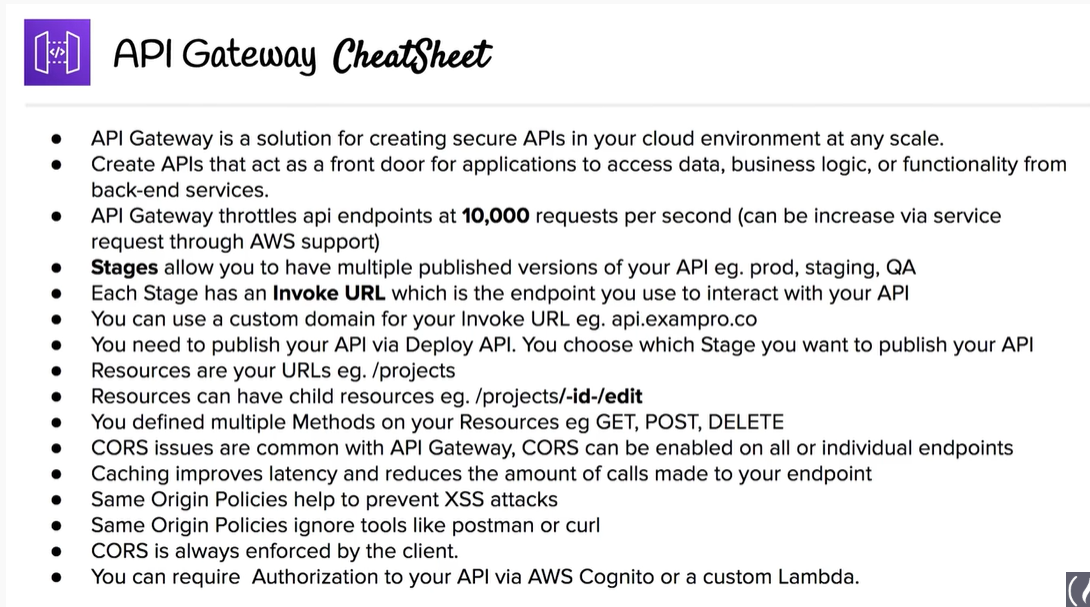 API Gateway CheatSheet
● API Gateway is a solution for creating secure APIs in your cloud environment at any scale.
● Create APIs that act as a front door for applications to access data, business logic, or functionality from
back-end services.
● API Gateway throttles api endpoints at 10,000 requests per second (can be increase via service
request through AWS support)
● Stages allow you to have multiple published versions of your API eg. prod, staging, QA
● Each Stage has an Invoke URL which is the endpoint you use to interact with your API
● You can use a custom domain for your Invoke URL eg. api.exampro.co
● You need to publish your API via Deploy API. You choose which Stage you want to publish your API
● Resources are your URLs eg. /projects
● Resources can have child resources eg. /projects/-id-/edit
● You defined multiple Methods on your Resources eg GET, POST, DELETE
● CORS issues are common with API Gateway, CORS can be enabled on all or individual endpoints
● Caching improves latency and reduces the amount of calls made to your endpoint
● Same Origin Policies help to prevent XSS attacks
● Same Origin Policies ignore tools like postman or curl
● CORS is always enforced by the client.
● You can require  Authorization to your API via AWS Cognito or a custom Lambda.